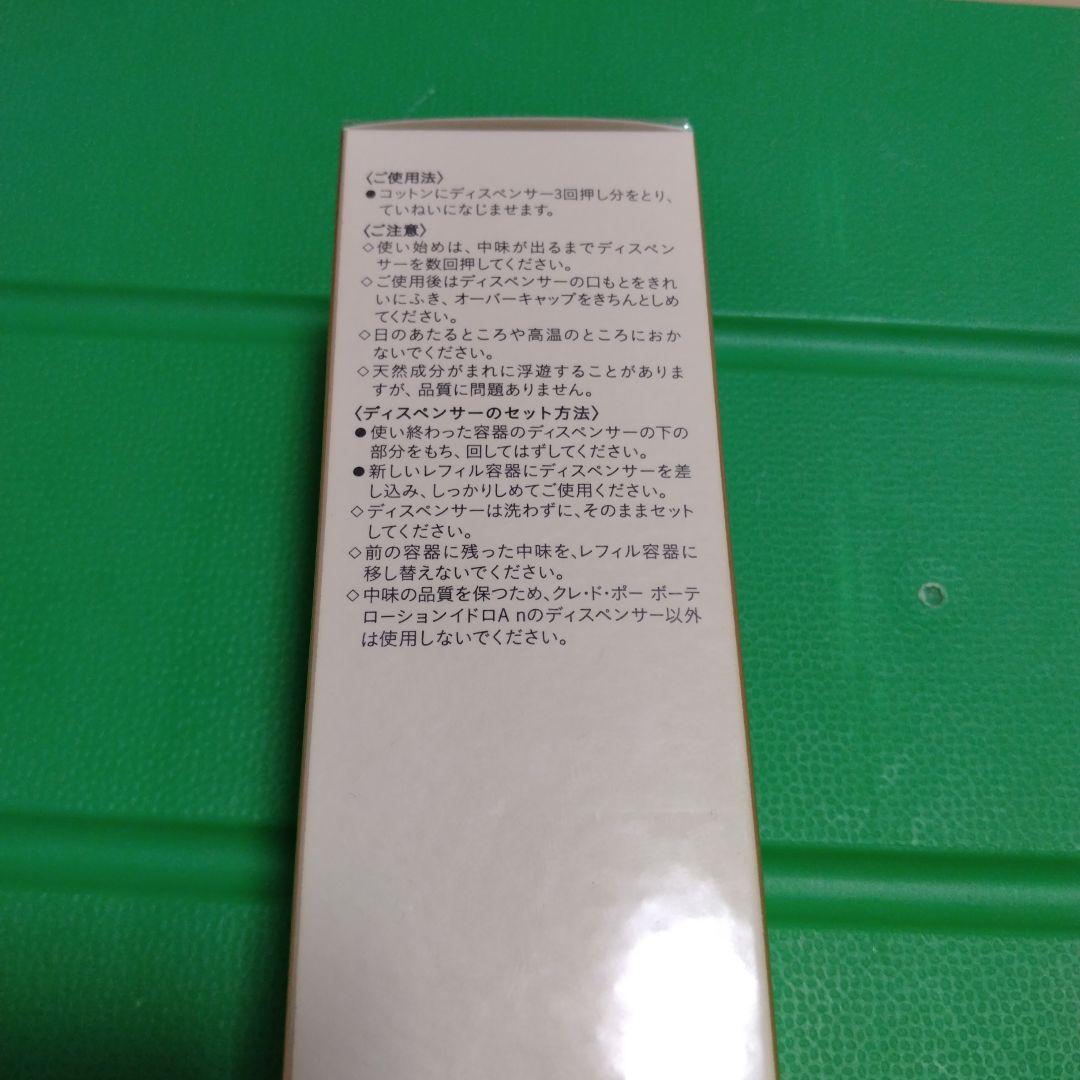 〈ご使用法〉
●コットンにディスペンサー3回押し分をとり、
ていねいになじませます。
〈ご注意〉
◇使い始めは、中味が出るまでディスペン
サーを数回押してください。
◇ご使用後はディスペンサーの口もとをきれ
いにふき、オーバーキャップをきちんとしめ
てください。
◇日のあたるところや高温のところにおか
ないでください。
◇天然成分がまれに浮遊することがありま
すが、品質に問題ありません。
〈ディスペンサーのセット方法〉
●使い終わった容器のディスペンサーの下の
部分をもち、回してはずしてください。
●新しいレフィル容器にディスペンサーを差
し込み、しっかりしめてご使用ください。
◇ディスペンサーは洗わずに、そのままセット
してください。
◇前の容器に残った中味を、レフィル容器に
移し替えないでください。
◇中味の品質を保つため、クレ・ド・ポー ボーテ
ローションイドロA nのディスペンサー以外
は使用しないでください。